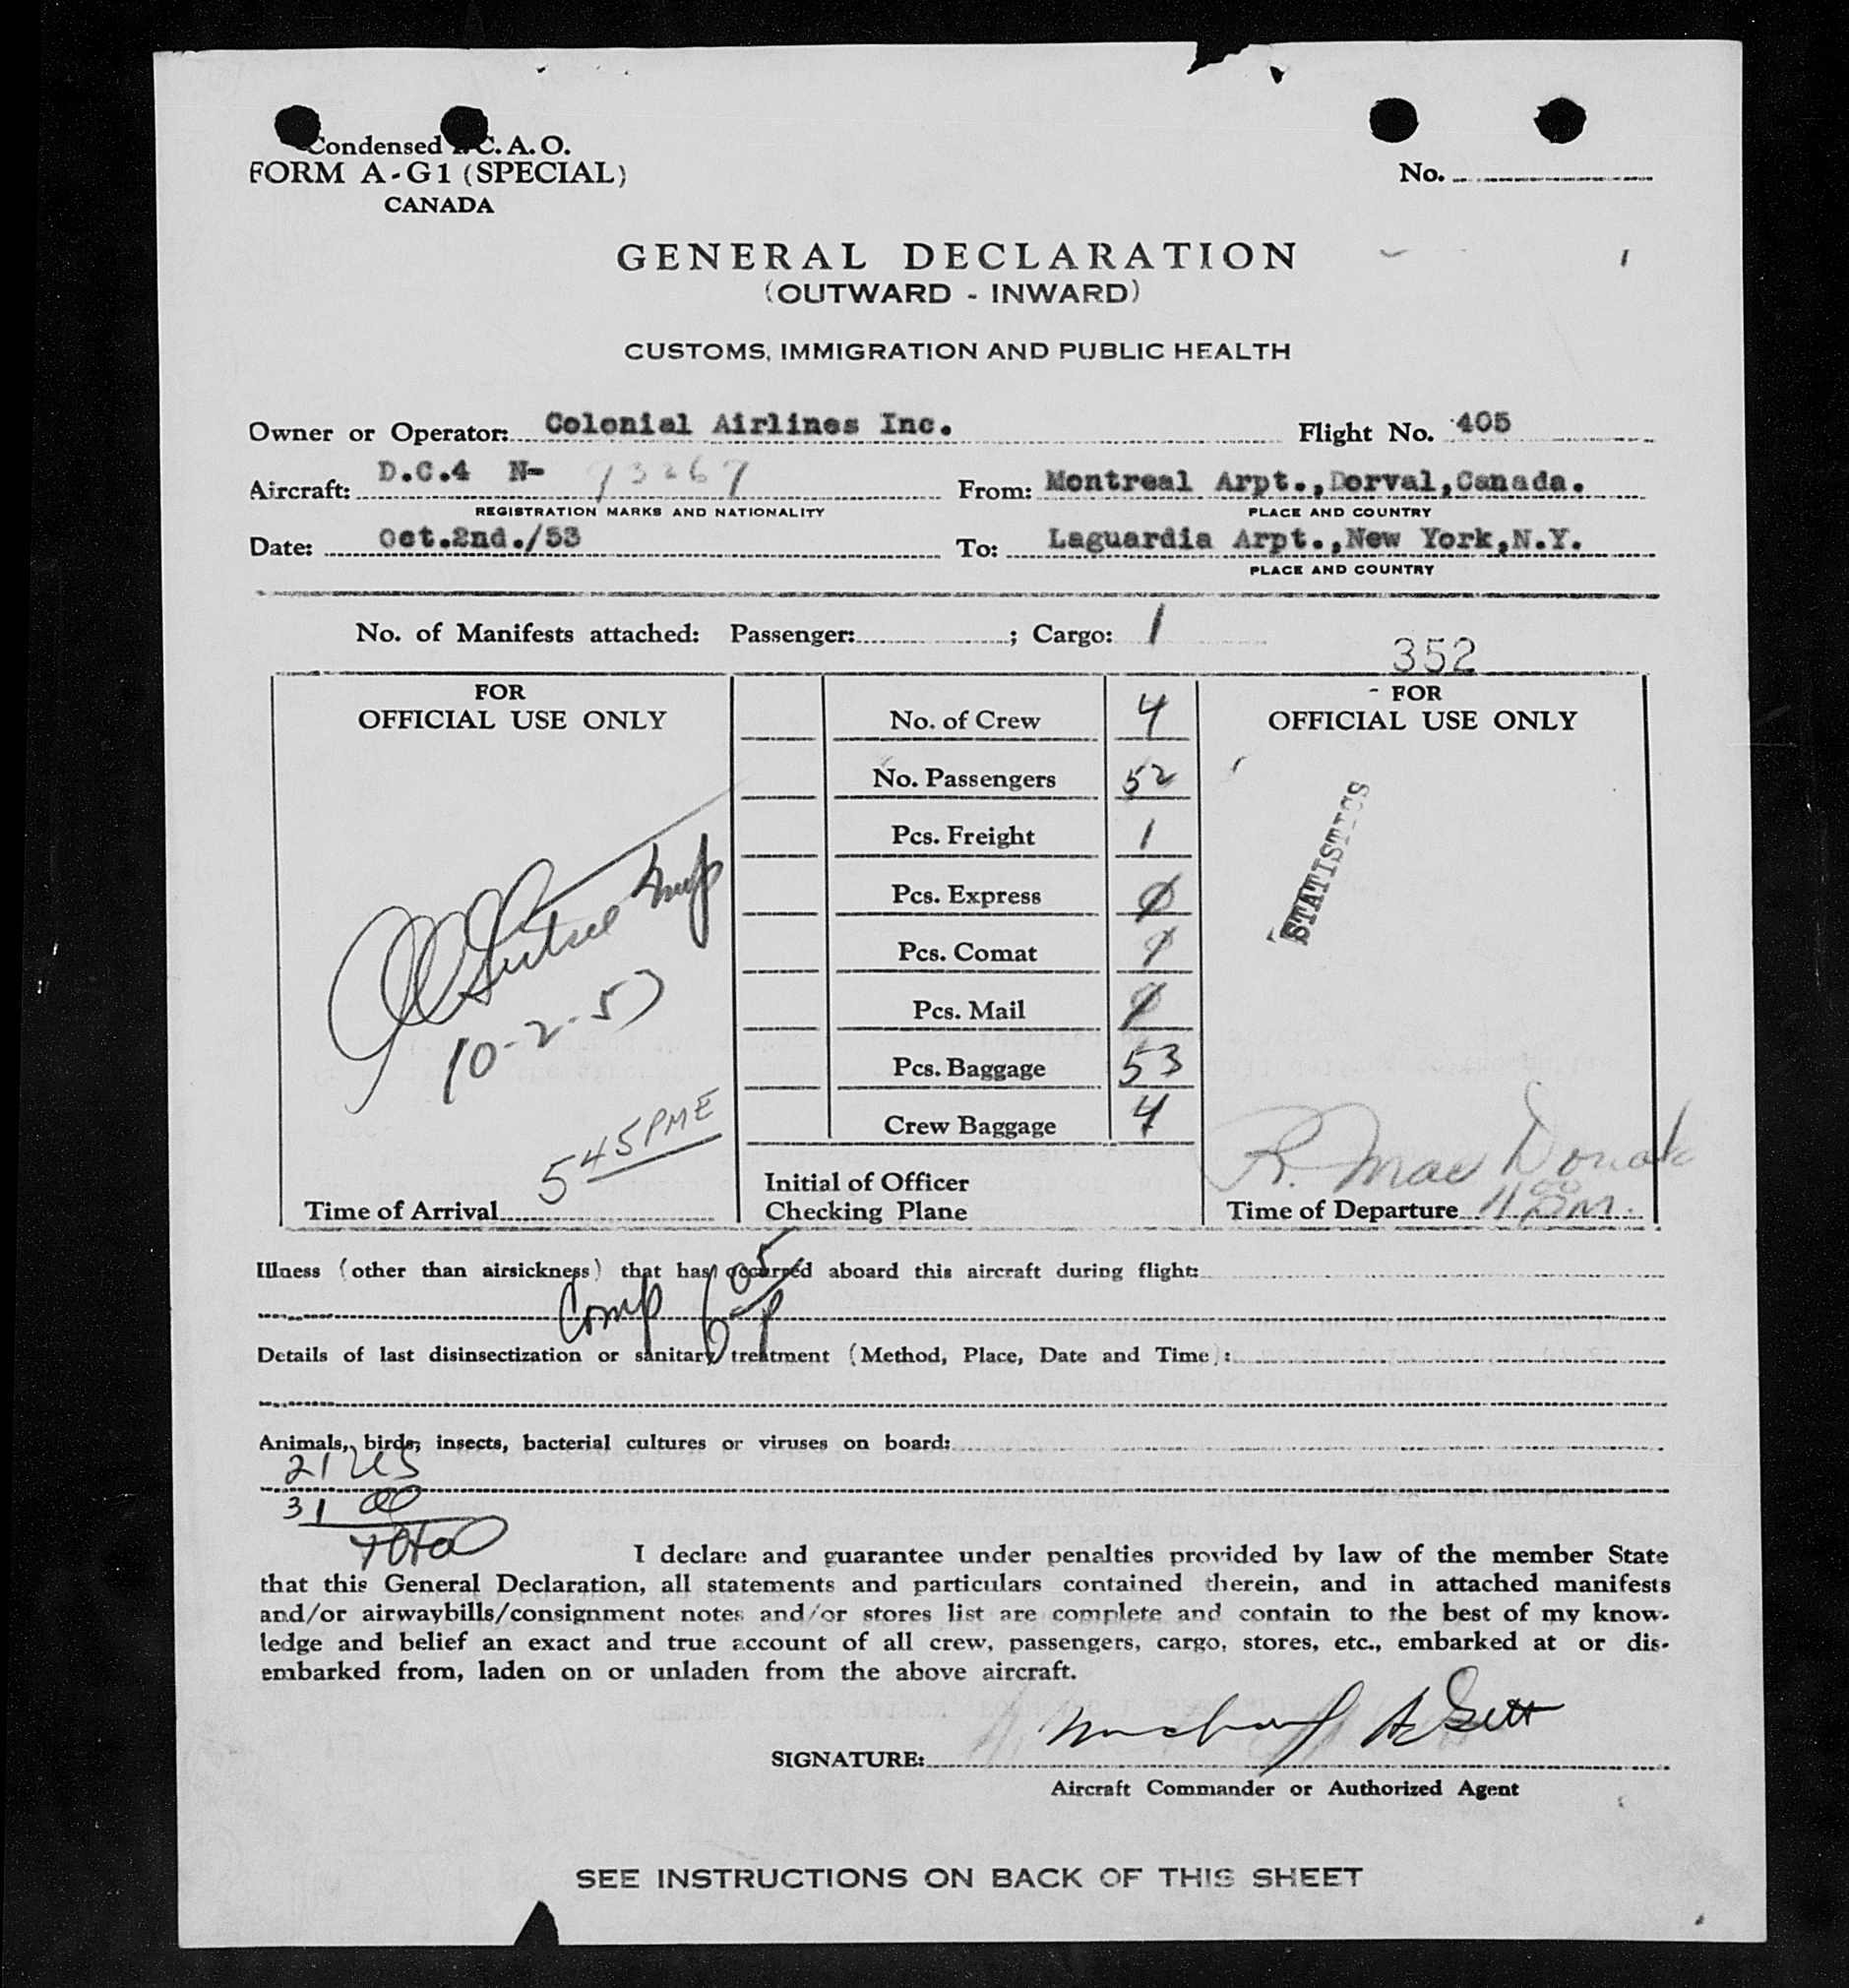 Condensed I.C.A.O.
FORM A-G1 (SPECIAL)
CANADA
No.
GENERAL DECLARATION
(OUTWARD - INWARD)
CUSTOMS, IMMIGRATION AND PUBLIC HEALTH
Owner or Operator: Colonial Airlines Inc. Flight No. 405
Aircraft: D.C.4 N- 93267 From: Montreal Arpt.,Dorval,Canada.
REGISTRATION MARKS AND NATIONALITY PLACE AND COUNTRY
Date: Oct.2nd./53 To: Laguardia Arpt.,New York,N.Y.
PLACE AND COUNTRY
No. of Manifests attached: Passenger: ; Cargo: 1
352
FOR
OFFICIAL USE ONLY
10-2-53
545 PME
Time of Arrival
No. of Crew 4
No. Passengers 52
Pcs. Freight 1
Pcs. Express 0
Pcs. Comat 0
Pcs. Mail 0
Pcs. Baggage 53
Crew Baggage 4
Initial of Officer
Checking Plane
- FOR
OFFICIAL USE ONLY
STATISTICS
R. MacDonald
Time of Departure
Illness (other than airsickness) that has occurred aboard this aircraft during flight:
Comp 605
Details of last disinsectization or sanitary treatment (Method, Place, Date and Time):
Animals, birds, insects, bacterial cultures or viruses on board:
21 US
31
total
I declare and guarantee under penalties provided by law of the member State
that this General Declaration, all statements and particulars contained therein, and in attached manifests
and/or airwaybills/consignment notes and/or stores list are complete and contain to the best of my know-
ledge and belief an exact and true account of all crew, passengers, cargo, stores, etc., embarked at or dis-
embarked from, laden on or unladen from the above aircraft.
SIGNATURE:
Aircraft Commander or Authorized Agent
SEE INSTRUCTIONS ON BACK OF THIS SHEET